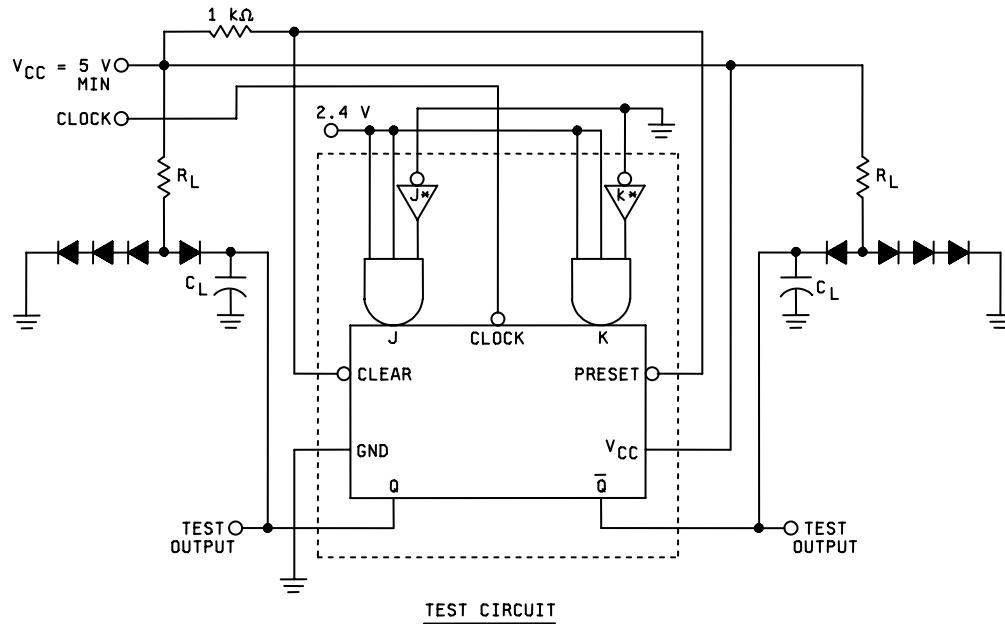 1 kΩ
VCC = 5 V
MIN
CLOCK
2.4 V
RL
RL
J*
K*
CL
CL
J
CLOCK
K
CLEAR
PRESET
GND
VCC
Q
Q̅
TEST
OUTPUT
TEST
OUTPUT
TEST CIRCUIT